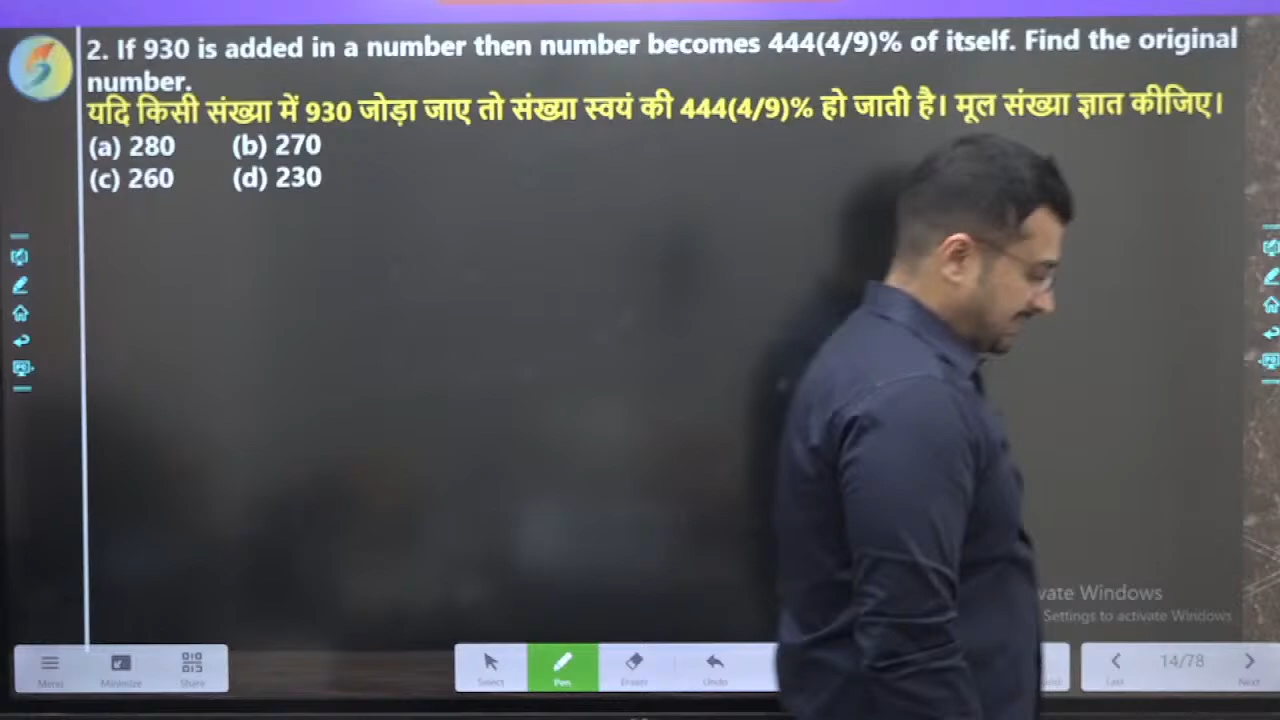 2. If 930 is added in a number then number becomes 444(4/9)% of itself. Find the original
number.
यदि किसी संख्या में 930 जोड़ा जाए तो संख्या स्वयं की 444(4/9)% हो जाती है। मूल संख्या ज्ञात कीजिए।
(a) 280 (b) 270
(c) 260 (d) 230
vate Windows
Settings to activate Windows
Menu Minimize Share Select Pen Eraser Undo Last 14/78 Next